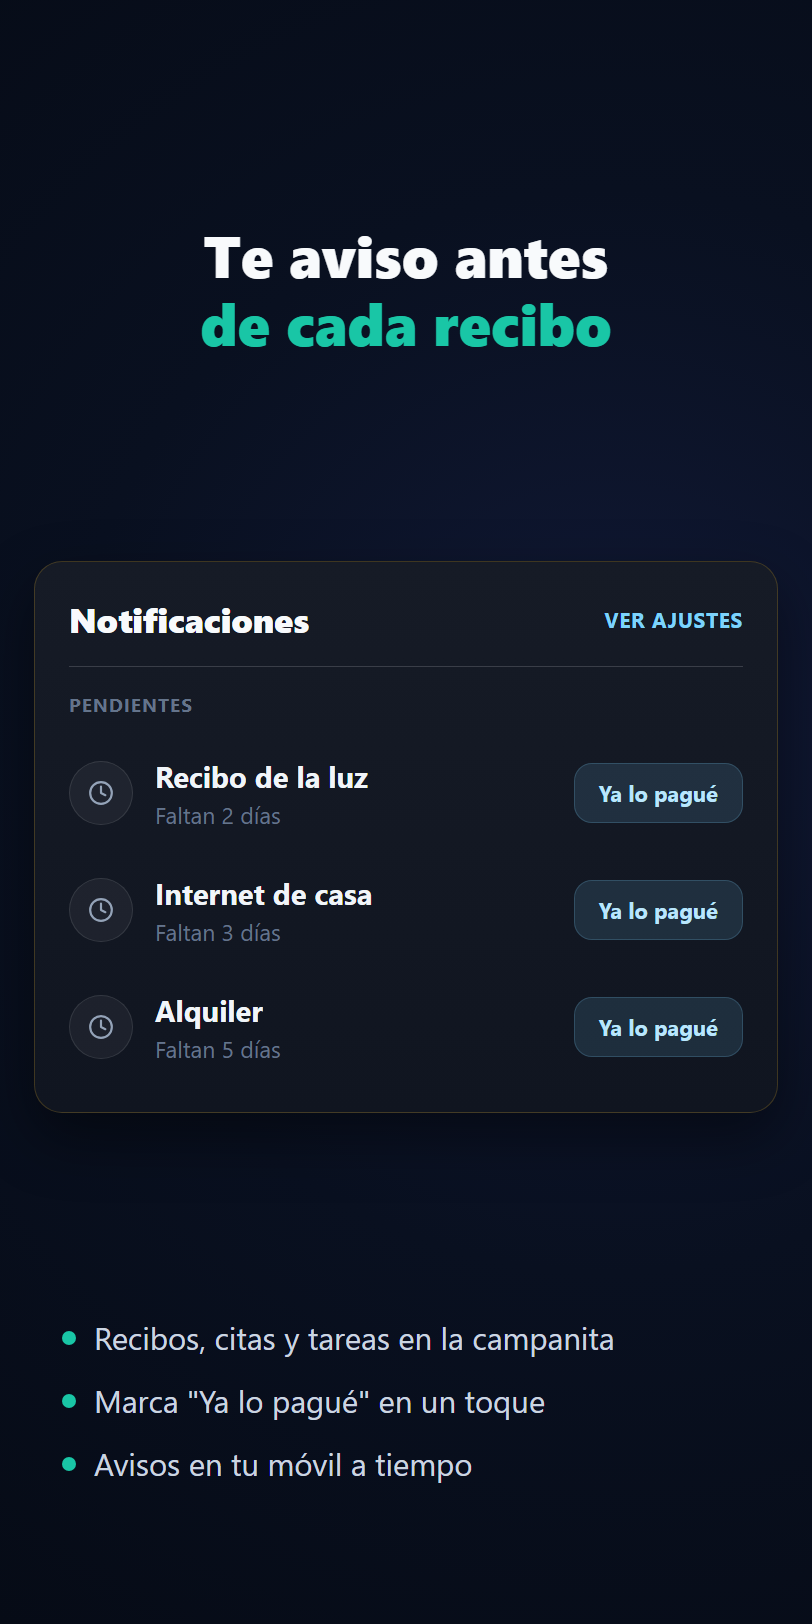 Te aviso antes
de cada recibo
Notificaciones
VER AJUSTES
PENDIENTES
Recibo de la luz
Faltan 2 días
Ya lo pagué
Internet de casa
Faltan 3 días
Ya lo pagué
Alquiler
Faltan 5 días
Ya lo pagué
Recibos, citas y tareas en la campanita
Marca "Ya lo pagué" en un toque
Avisos en tu móvil a tiempo